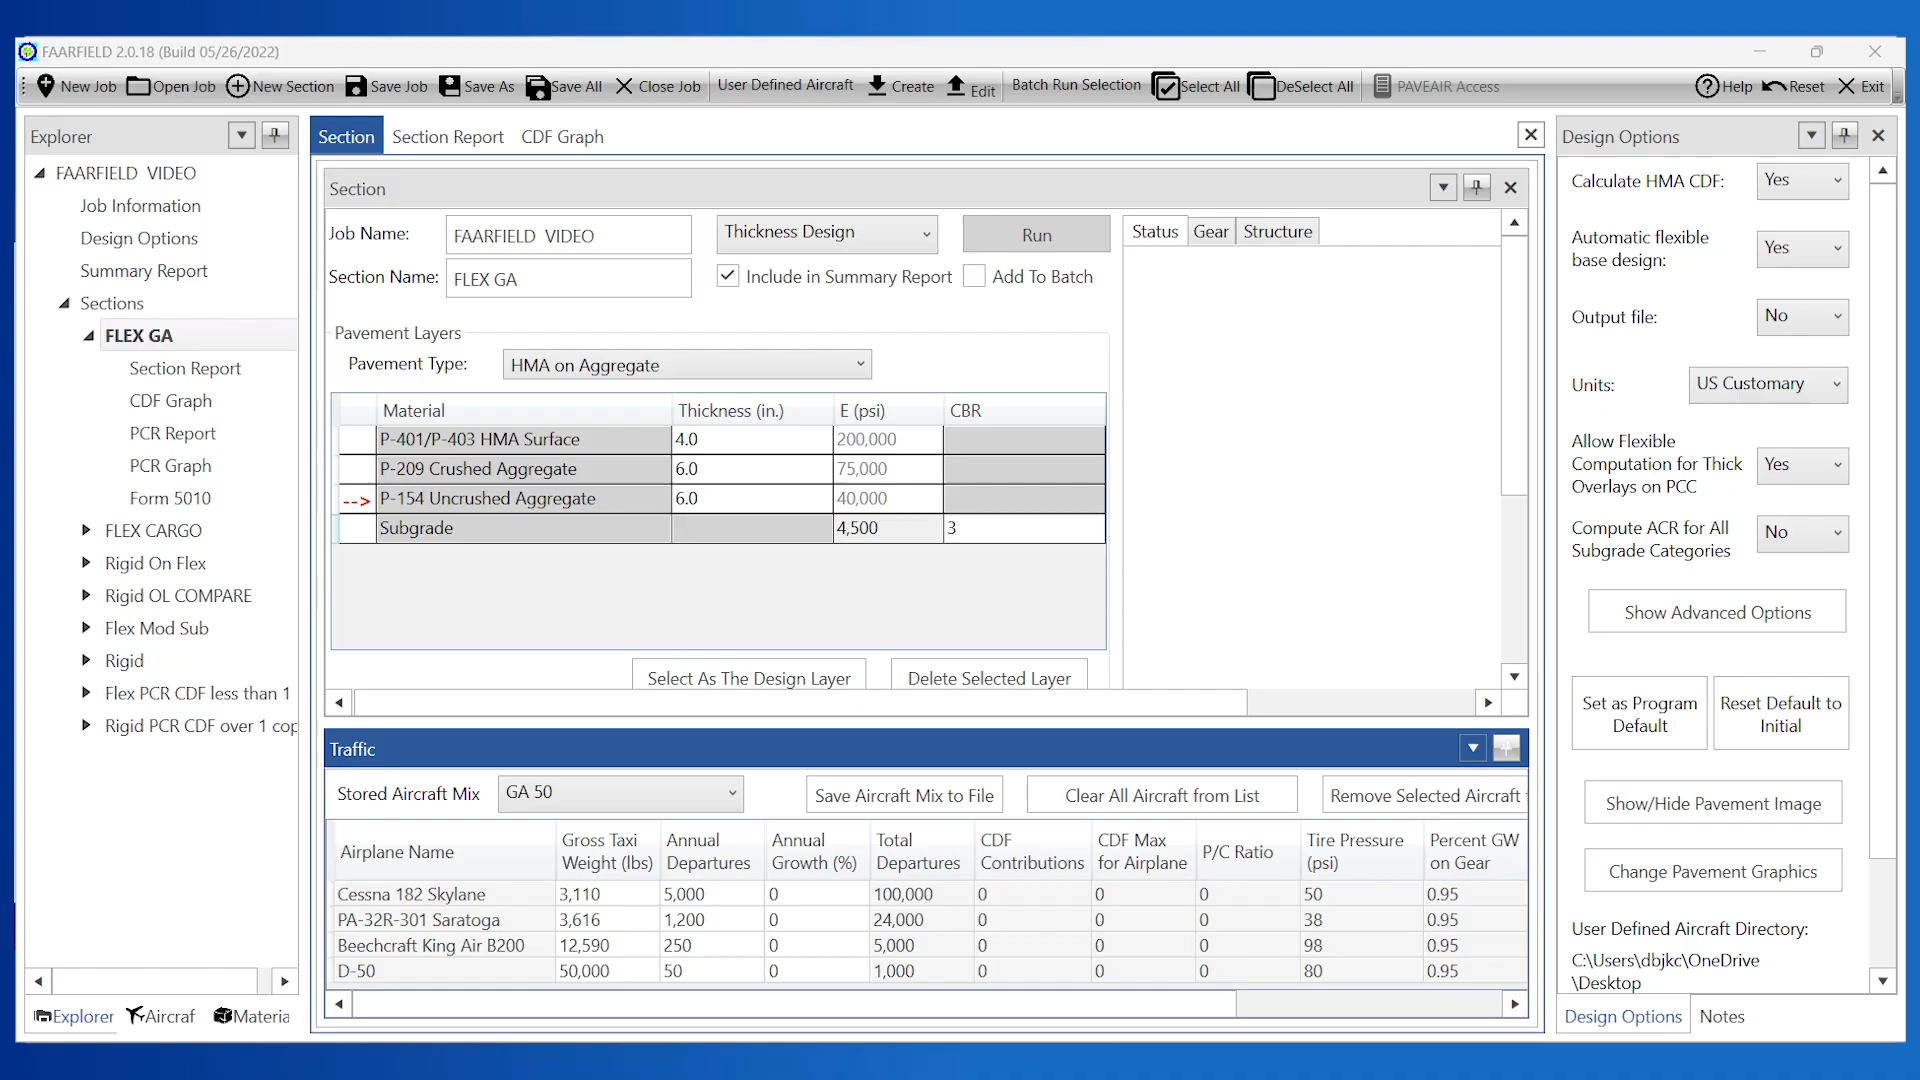 FAARFIELD 2.0.18 (Build 05/26/2022)
New Job Open Job New Section Save Job Save As Save All Close Job User Defined Aircraft Create Edit Batch Run Selection Select All DeSelect All PAVEAIR Access Help Reset Exit
Explorer
FAARFIELD VIDEO
Job Information
Design Options
Summary Report
Sections
FLEX GA
Section Report
CDF Graph
PCR Report
PCR Graph
Form 5010
FLEX CARGO
Rigid On Flex
Rigid OL COMPARE
Flex Mod Sub
Rigid
Flex PCR CDF less than 1
Rigid PCR CDF over 1 cop
Explorer Aircraf Materia
Section Section Report CDF Graph
Section
Job Name: FAARFIELD VIDEO Thickness Design Run
Section Name: FLEX GA Include in Summary Report Add To Batch
Status Gear Structure
Pavement Layers
Pavement Type: HMA on Aggregate
Material Thickness (in.) E (psi) CBR
P-401/P-403 HMA Surface 4.0 200,000
P-209 Crushed Aggregate 6.0 75,000
--> P-154 Uncrushed Aggregate 6.0 40,000
Subgrade 4,500 3
Select As The Design Layer Delete Selected Layer
Traffic
Stored Aircraft Mix GA 50 Save Aircraft Mix to File Clear All Aircraft from List Remove Selected Aircraft
Airplane Name Gross Taxi Weight (lbs) Annual Departures Annual Growth (%) Total Departures CDF Contributions CDF Max for Airplane P/C Ratio Tire Pressure (psi) Percent GW on Gear
Cessna 182 Skylane 3,110 5,000 0 100,000 0 0 0 50 0.95
PA-32R-301 Saratoga 3,616 1,200 0 24,000 0 0 0 38 0.95
Beechcraft King Air B200 12,590 250 0 5,000 0 0 0 98 0.95
D-50 50,000 50 0 1,000 0 0 0 80 0.95
Design Options
Calculate HMA CDF: Yes
Automatic flexible
base design: Yes
Output file: No
Units: US Customary
Allow Flexible
Computation for Thick Yes
Overlays on PCC
Compute ACR for All
Subgrade Categories No
Show Advanced Options
Set as Program
Default
Reset Default to
Initial
Show/Hide Pavement Image
Change Pavement Graphics
User Defined Aircraft Directory:
C:\Users\dbjkc\OneDrive
\Desktop
Design Options Notes